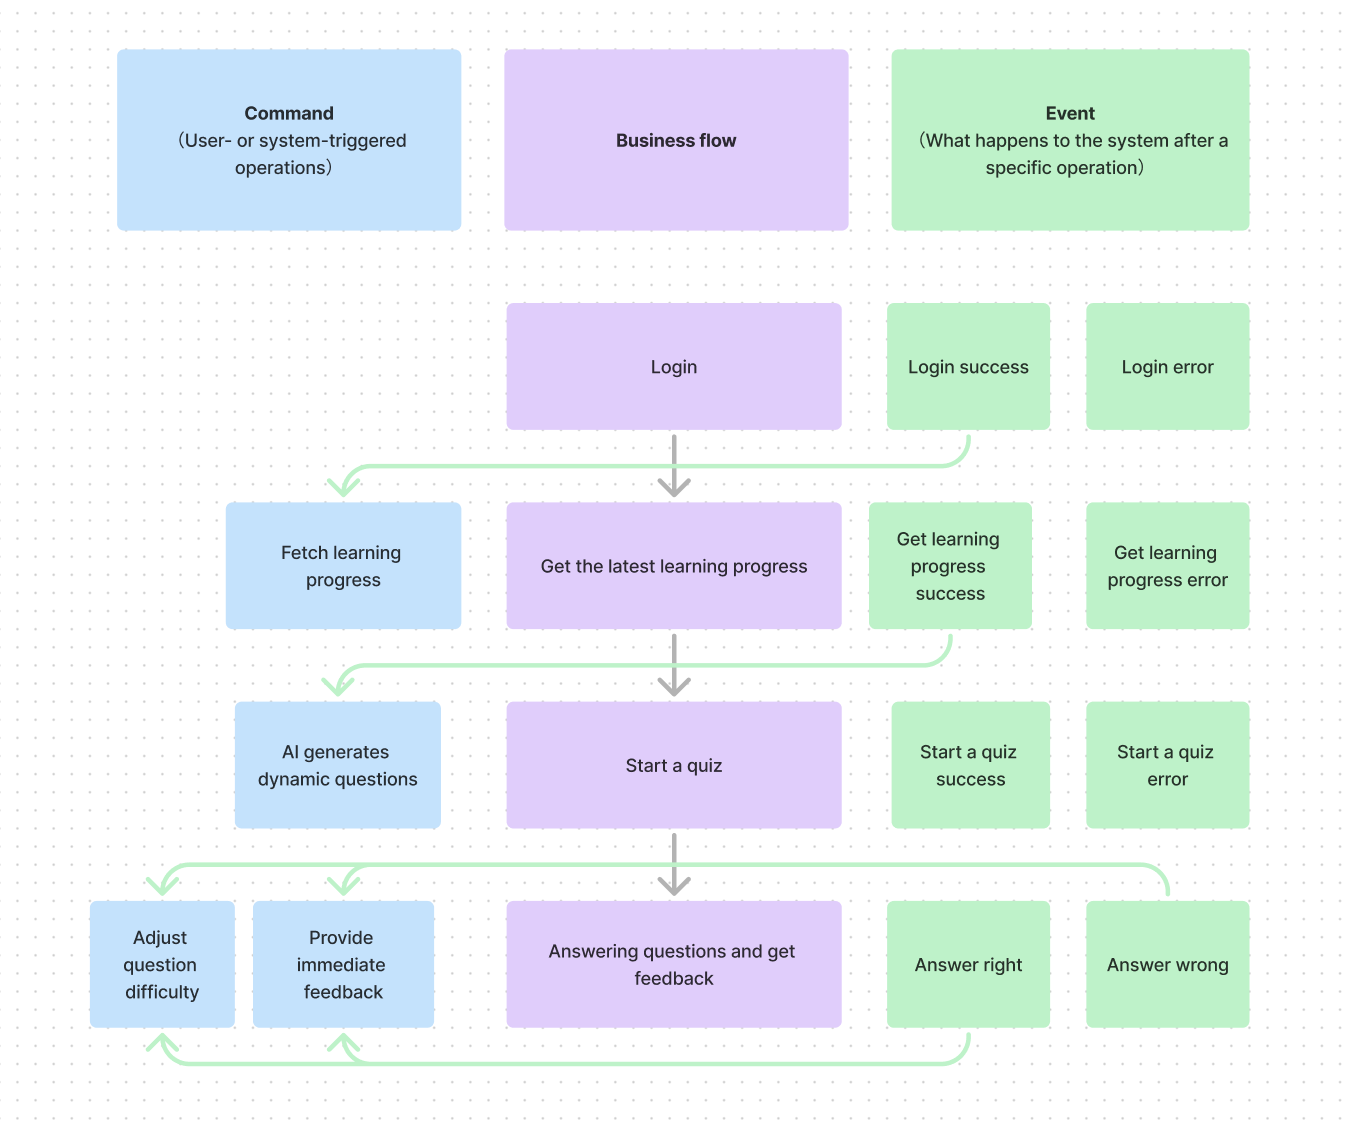 Command
（User- or system-triggered
operations）
Business flow
Event
（What happens to the system after a
specific operation）
Login
Login success
Login error
Fetch learning
progress
Get the latest learning progress
Get learning
progress
success
Get learning
progress error
AI generates
dynamic questions
Start a quiz
Start a quiz
success
Start a quiz
error
Adjust
question
difficulty
Provide
immediate
feedback
Answering questions and get
feedback
Answer right
Answer wrong